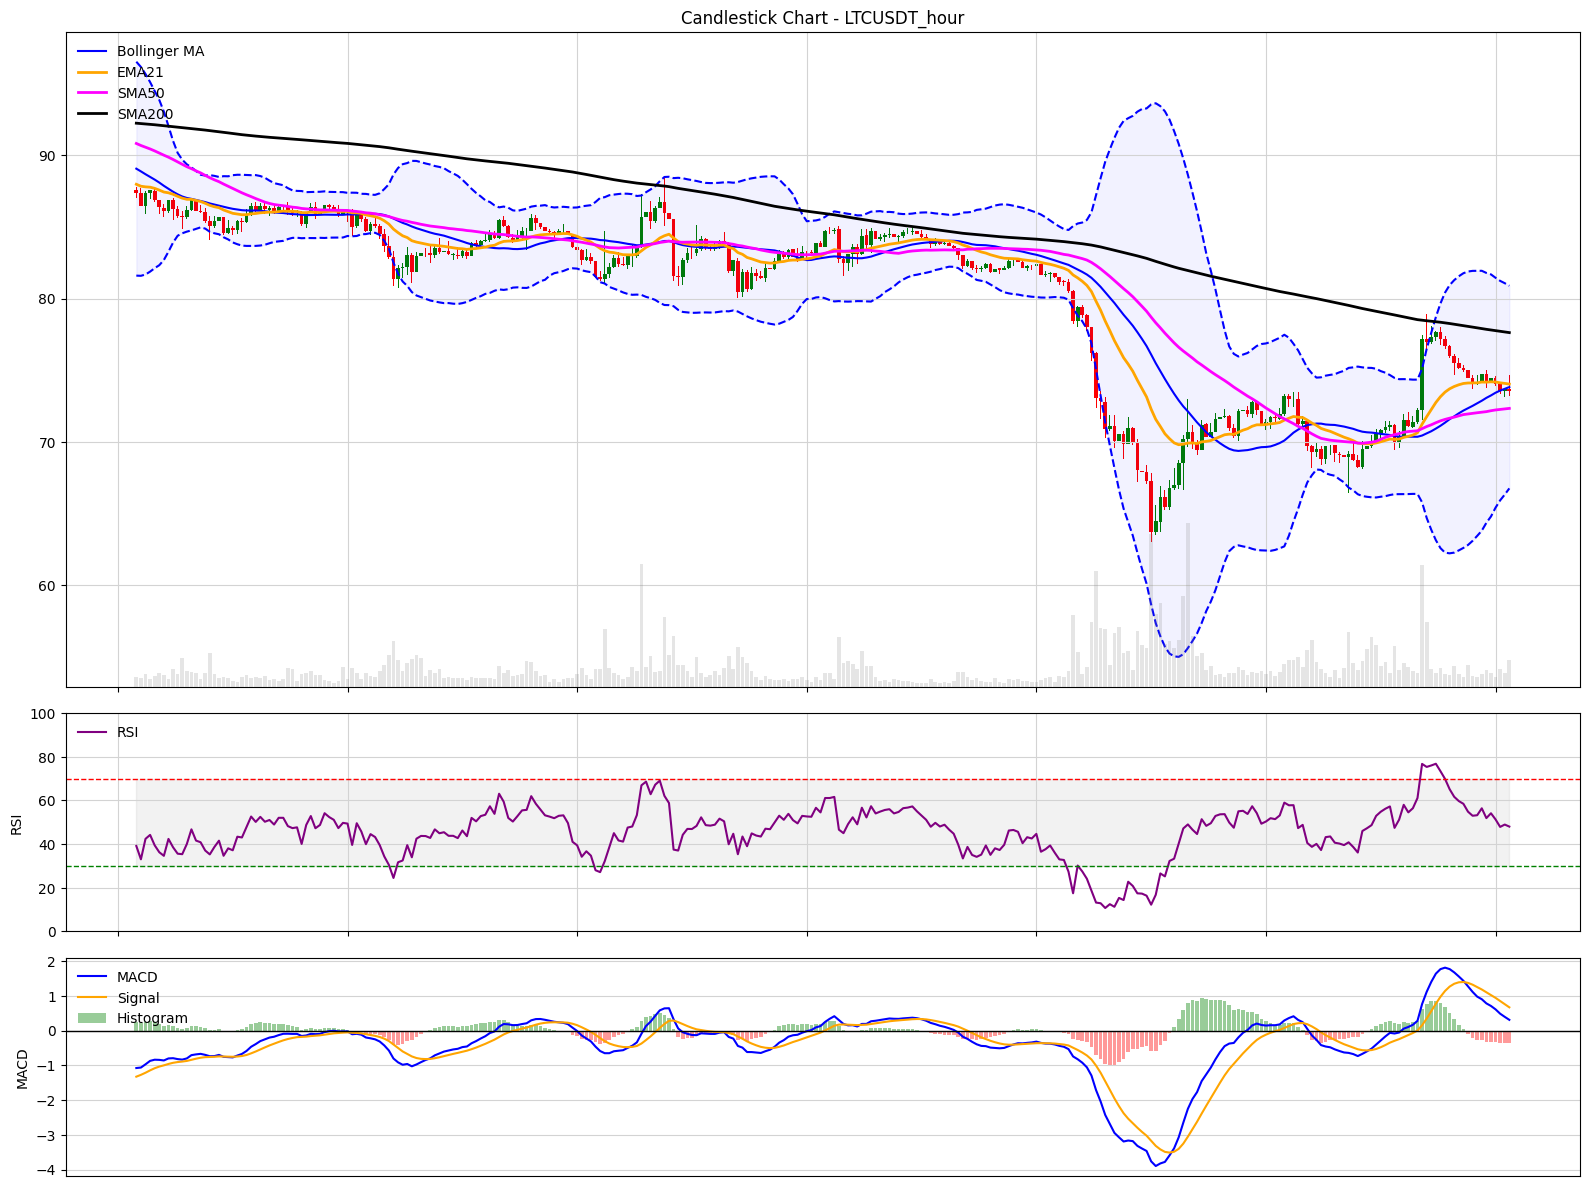 Candlestick Chart - LTCUSDT_hour
Bollinger MA
EMA21
SMA50
SMA200
90
80
70
60
RSI
100
80
60
40
20
0
RSI
MACD
Signal
Histogram
2
1
0
−1
−2
−3
−4
MACD